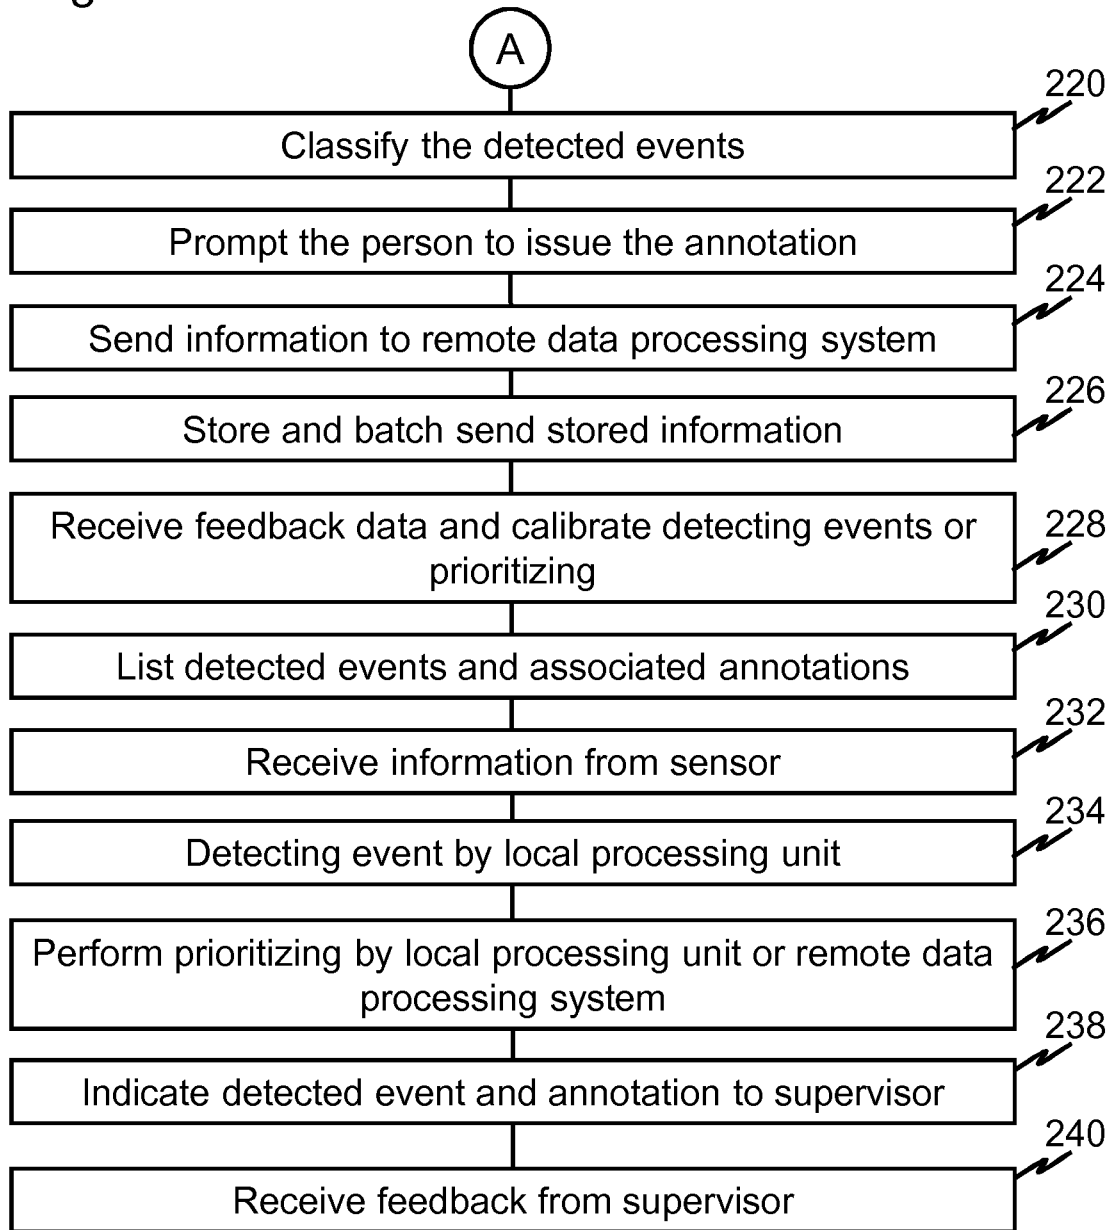 A
220
Classify the detected events
222
Prompt the person to issue the annotation
224
Send information to remote data processing system
226
Store and batch send stored information
228
Receive feedback data and calibrate detecting events or
prioritizing
230
List detected events and associated annotations
232
Receive information from sensor
234
Detecting event by local processing unit
236
Perform prioritizing by local processing unit or remote data
processing system
238
Indicate detected event and annotation to supervisor
240
Receive feedback from supervisor